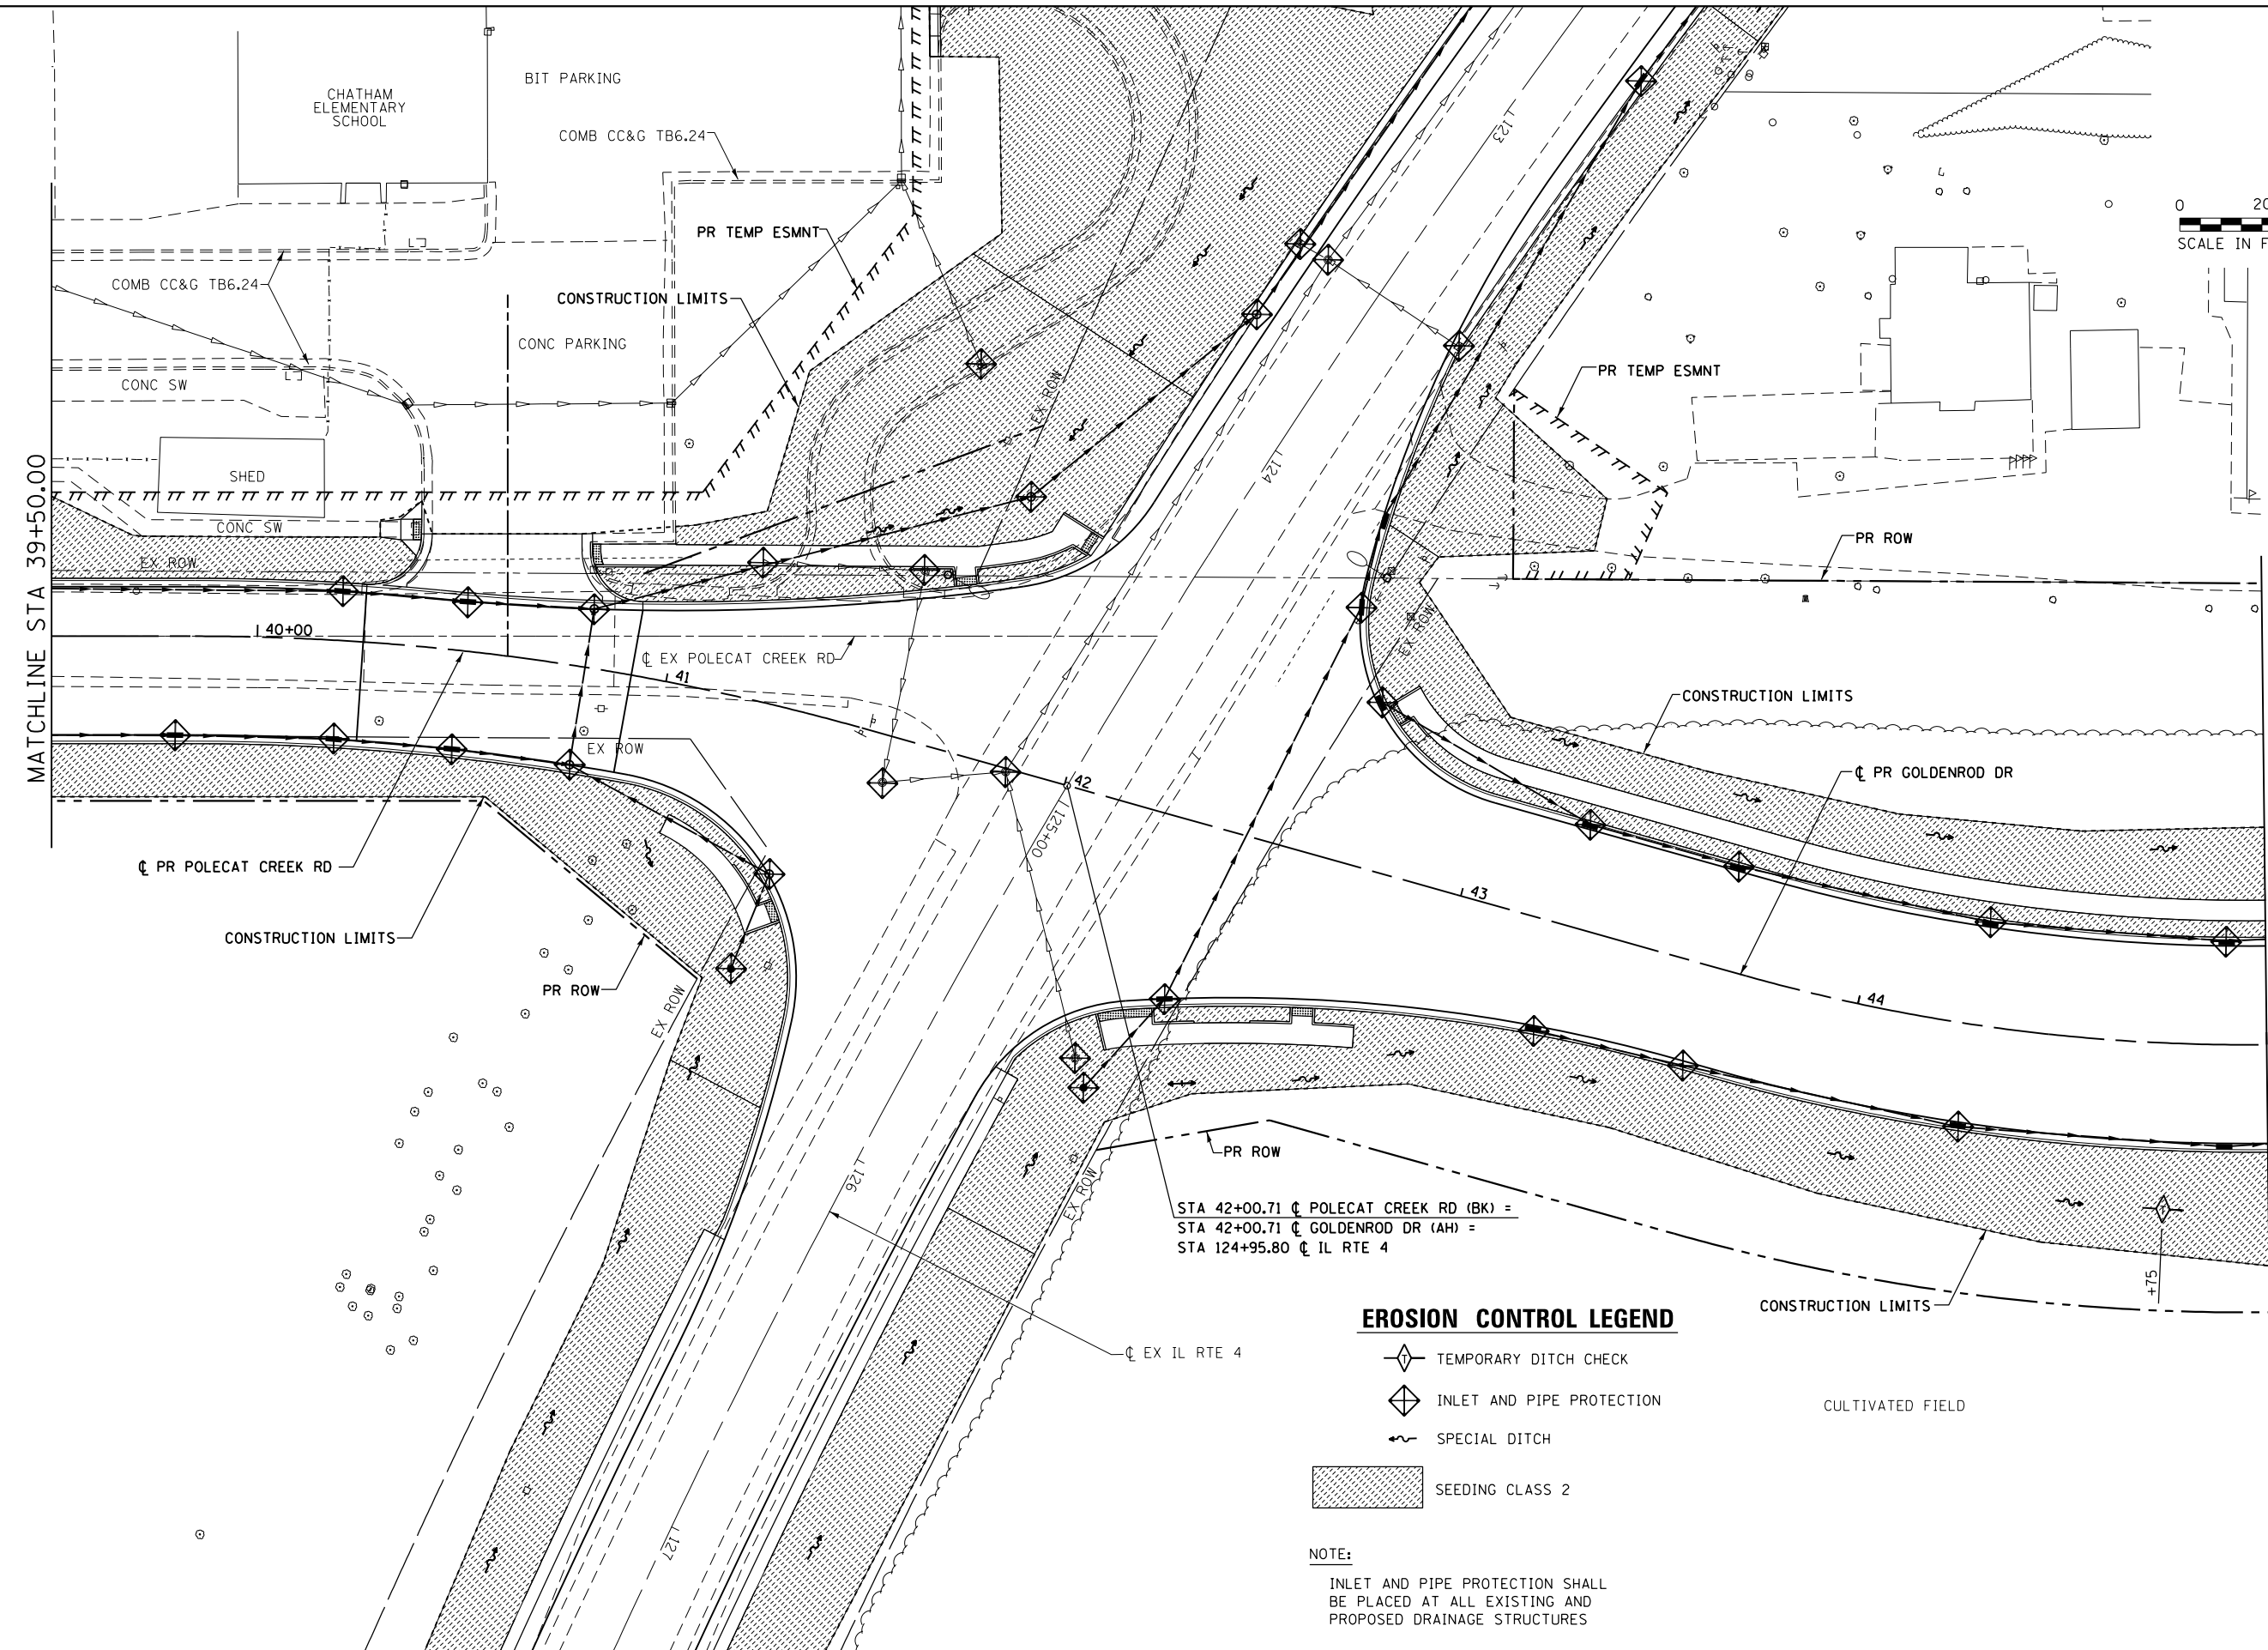 CHATHAM
ELEMENTARY
SCHOOL
BIT PARKING
COMB CC&G TB6.24
123
0 20
SCALE IN F
PR TEMP ESMNT
COMB CC&G TB6.24
CONSTRUCTION LIMITS
CONC PARKING
CONC SW
EX ROW
PR TEMP ESMNT
124
SHED
CONC SW
MATCHLINE STA 39+50.00
EX ROW
PR ROW
40+00
EX ROW
℄ EX POLECAT CREEK RD
41
CONSTRUCTION LIMITS
EX ROW
℄ PR GOLDENROD DR
42
125+00
℄ PR POLECAT CREEK RD
43
CONSTRUCTION LIMITS
PR ROW
EX ROW
44
PR ROW
126
EX ROW
STA 42+00.71 ℄ POLECAT CREEK RD (BK) =
STA 42+00.71 ℄ GOLDENROD DR (AH) =
STA 124+95.80 ℄ IL RTE 4
+75
CONSTRUCTION LIMITS
EROSION CONTROL LEGEND
℄ EX IL RTE 4
T TEMPORARY DITCH CHECK
INLET AND PIPE PROTECTION
CULTIVATED FIELD
SPECIAL DITCH
SEEDING CLASS 2
127
NOTE:
INLET AND PIPE PROTECTION SHALL
BE PLACED AT ALL EXISTING AND
PROPOSED DRAINAGE STRUCTURES